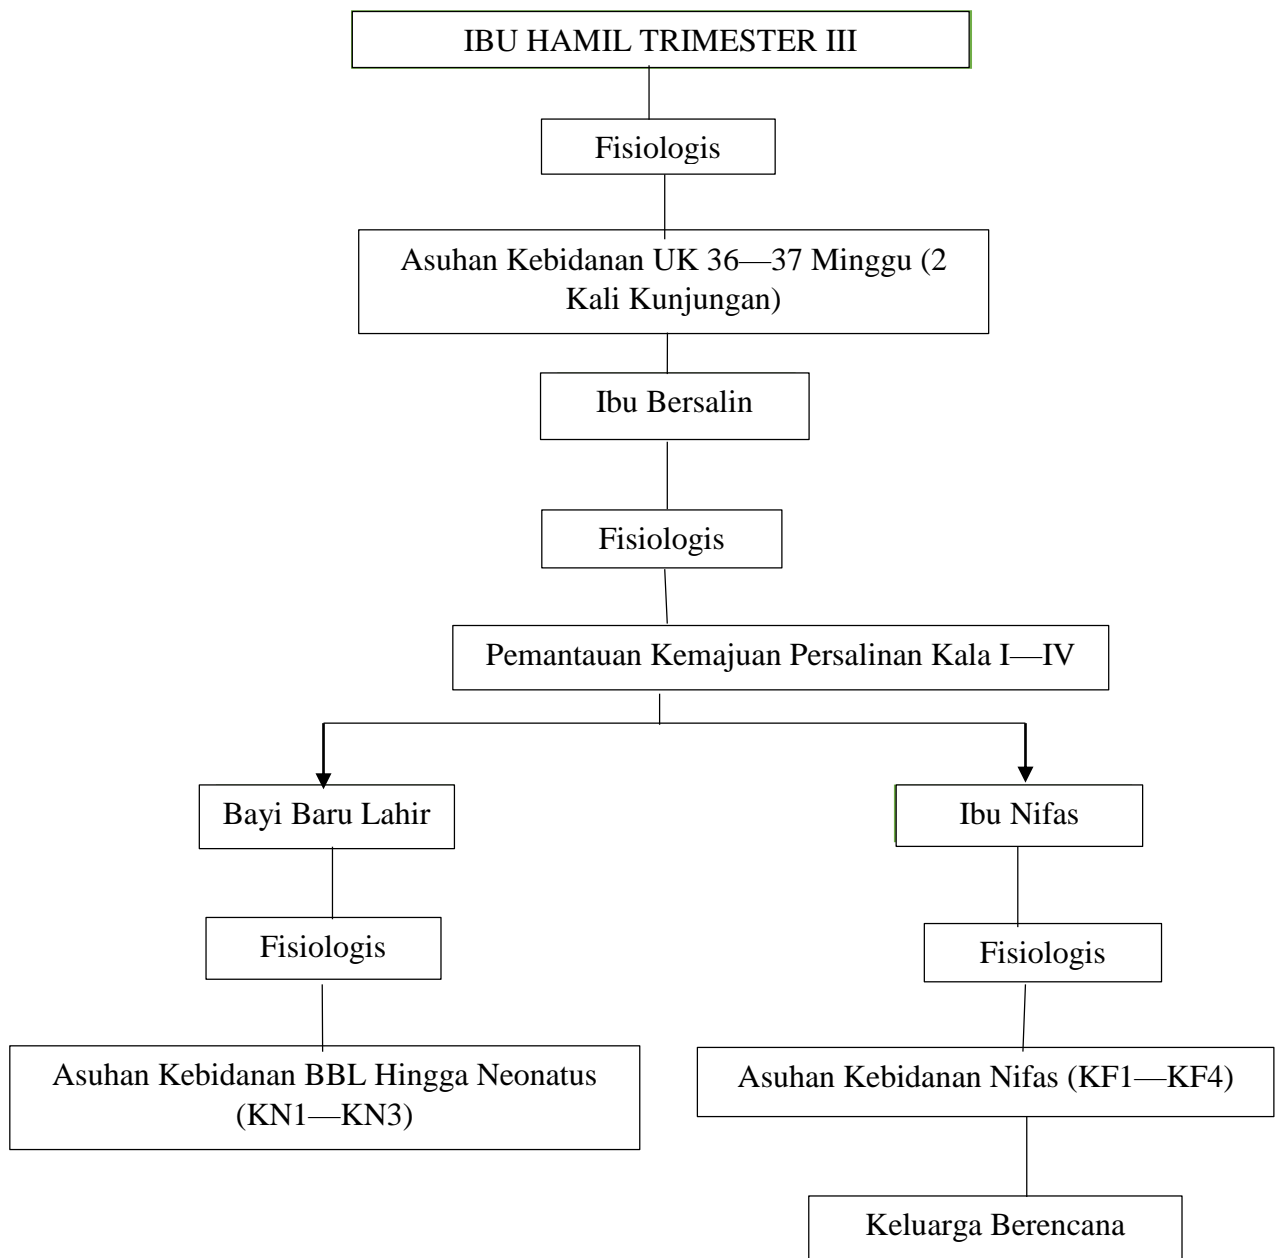 IBU HAMIL TRIMESTER III
Fisiologis
Asuhan Kebidanan UK 36—37 Minggu (2
Kali Kunjungan)
Ibu Bersalin
Fisiologis
Pemantauan Kemajuan Persalinan Kala I—IV
Bayi Baru Lahir
Ibu Nifas
Fisiologis
Fisiologis
Asuhan Kebidanan BBL Hingga Neonatus
(KN1—KN3)
Asuhan Kebidanan Nifas (KF1—KF4)
Keluarga Berencana